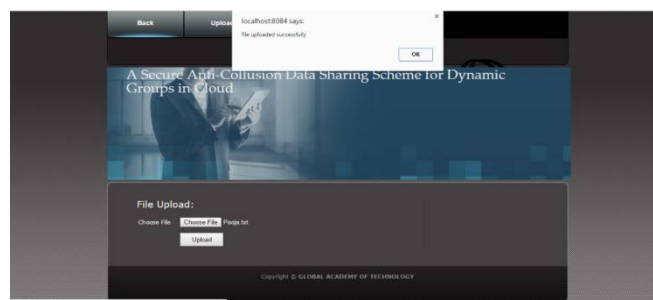 Back
Upload
localhost:8084 says:
×
file uploaded successfully
OK
A Secure Anti-Collusion Data Sharing Scheme for Dynamic
Groups in Cloud
File Upload:
Choose File Choose File Pooja.txt
Upload
Copyright © GLOBAL ACADEMY OF TECHNOLOGY